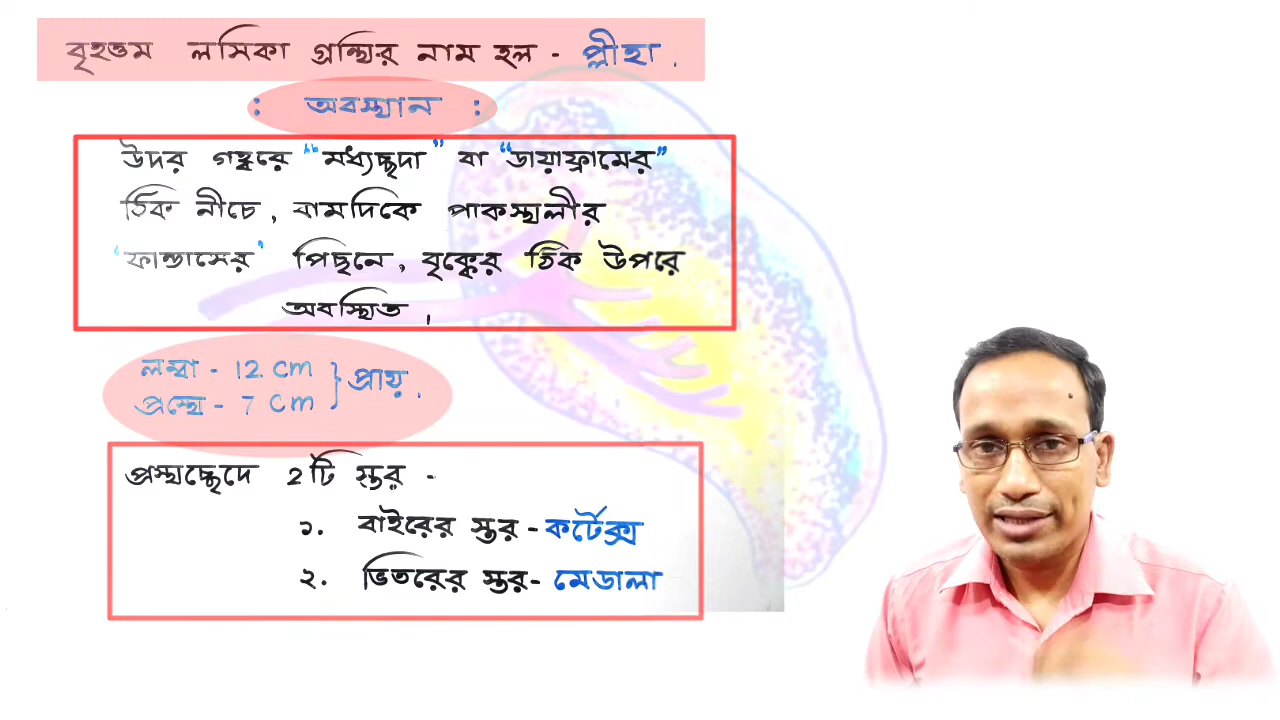 বৃহত্তম লসিকা গ্রন্থির নাম হল - প্লীহা.
: অবস্থান :
উদর গহ্বরে "মধ্যচ্ছদা" বা "ডায়াফ্রামের"
ঠিক নীচে, বামদিকে পাকস্থলীর
'ফান্ডাসের' পিছনে, বৃক্কের ঠিক উপরে
অবস্থিত,
লম্বা - 12 cm } প্রায়.
প্রস্থে - 7 cm
প্রস্থচ্ছেদে 2টি স্তর -
১. বাইরের স্তর - কর্টেক্স
২. ভিতরের স্তর- মেডালা